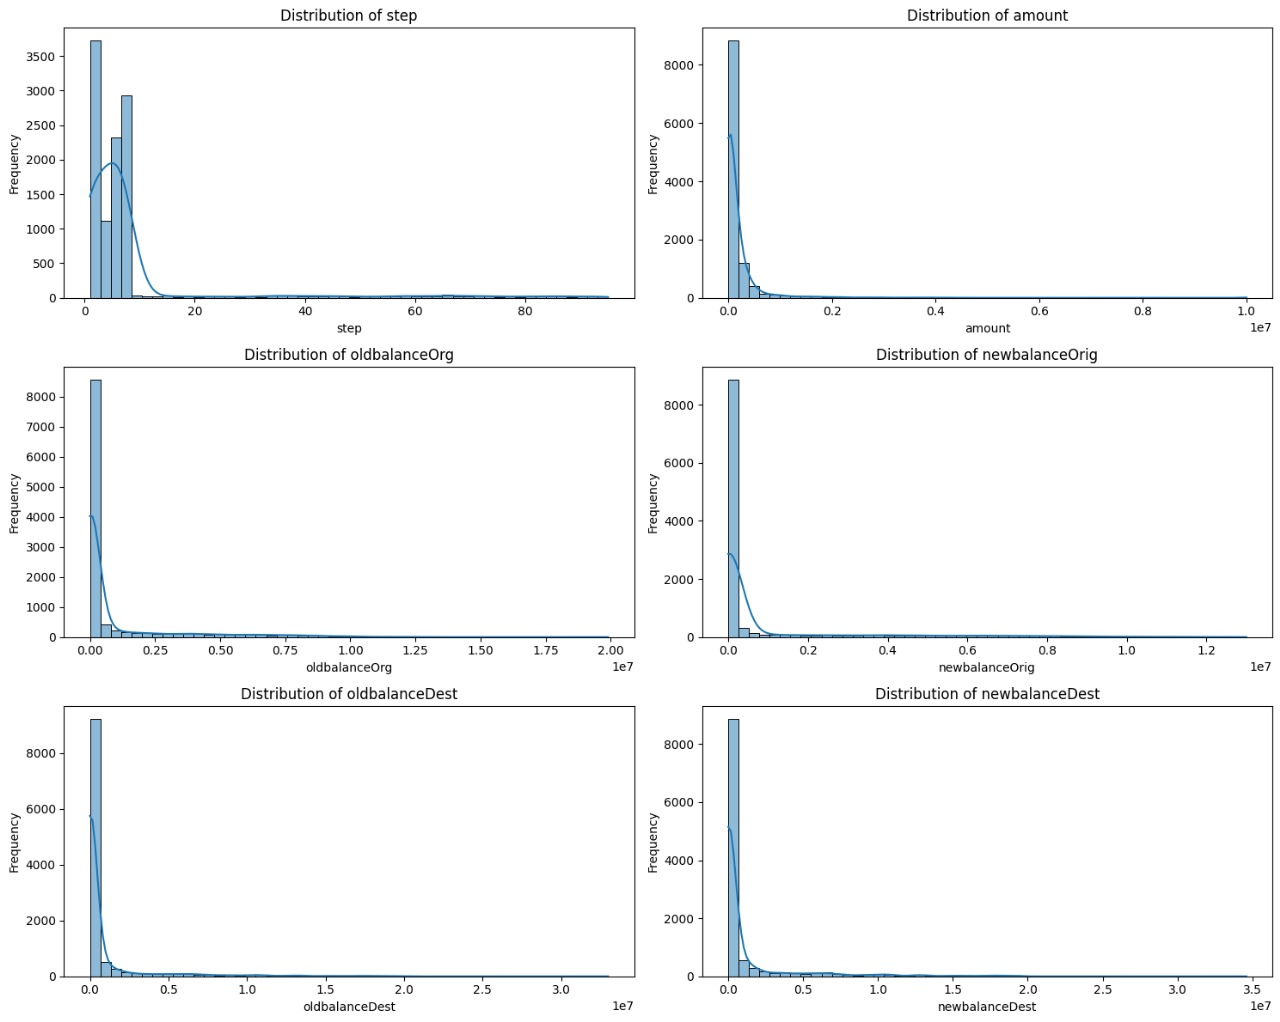 Distribution of step
Frequency
3500
3000
2500
2000
1500
1000
500
0
0 20 40 60 80
step
Distribution of amount
Frequency
8000
6000
4000
2000
0
0.0 0.2 0.4 0.6 0.8 1.0
1e7
amount
Distribution of oldbalanceOrg
Frequency
8000
7000
6000
5000
4000
3000
2000
1000
0
0.00 0.25 0.50 0.75 1.00 1.25 1.50 1.75 2.00
1e7
oldbalanceOrg
Distribution of newbalanceOrig
Frequency
8000
6000
4000
2000
0
0.0 0.2 0.4 0.6 0.8 1.0 1.2
1e7
newbalanceOrig
Distribution of oldbalanceDest
Frequency
8000
6000
4000
2000
0
0.0 0.5 1.0 1.5 2.0 2.5 3.0
1e7
oldbalanceDest
Distribution of newbalanceDest
Frequency
8000
6000
4000
2000
0
0.0 0.5 1.0 1.5 2.0 2.5 3.0 3.5
1e7
newbalanceDest